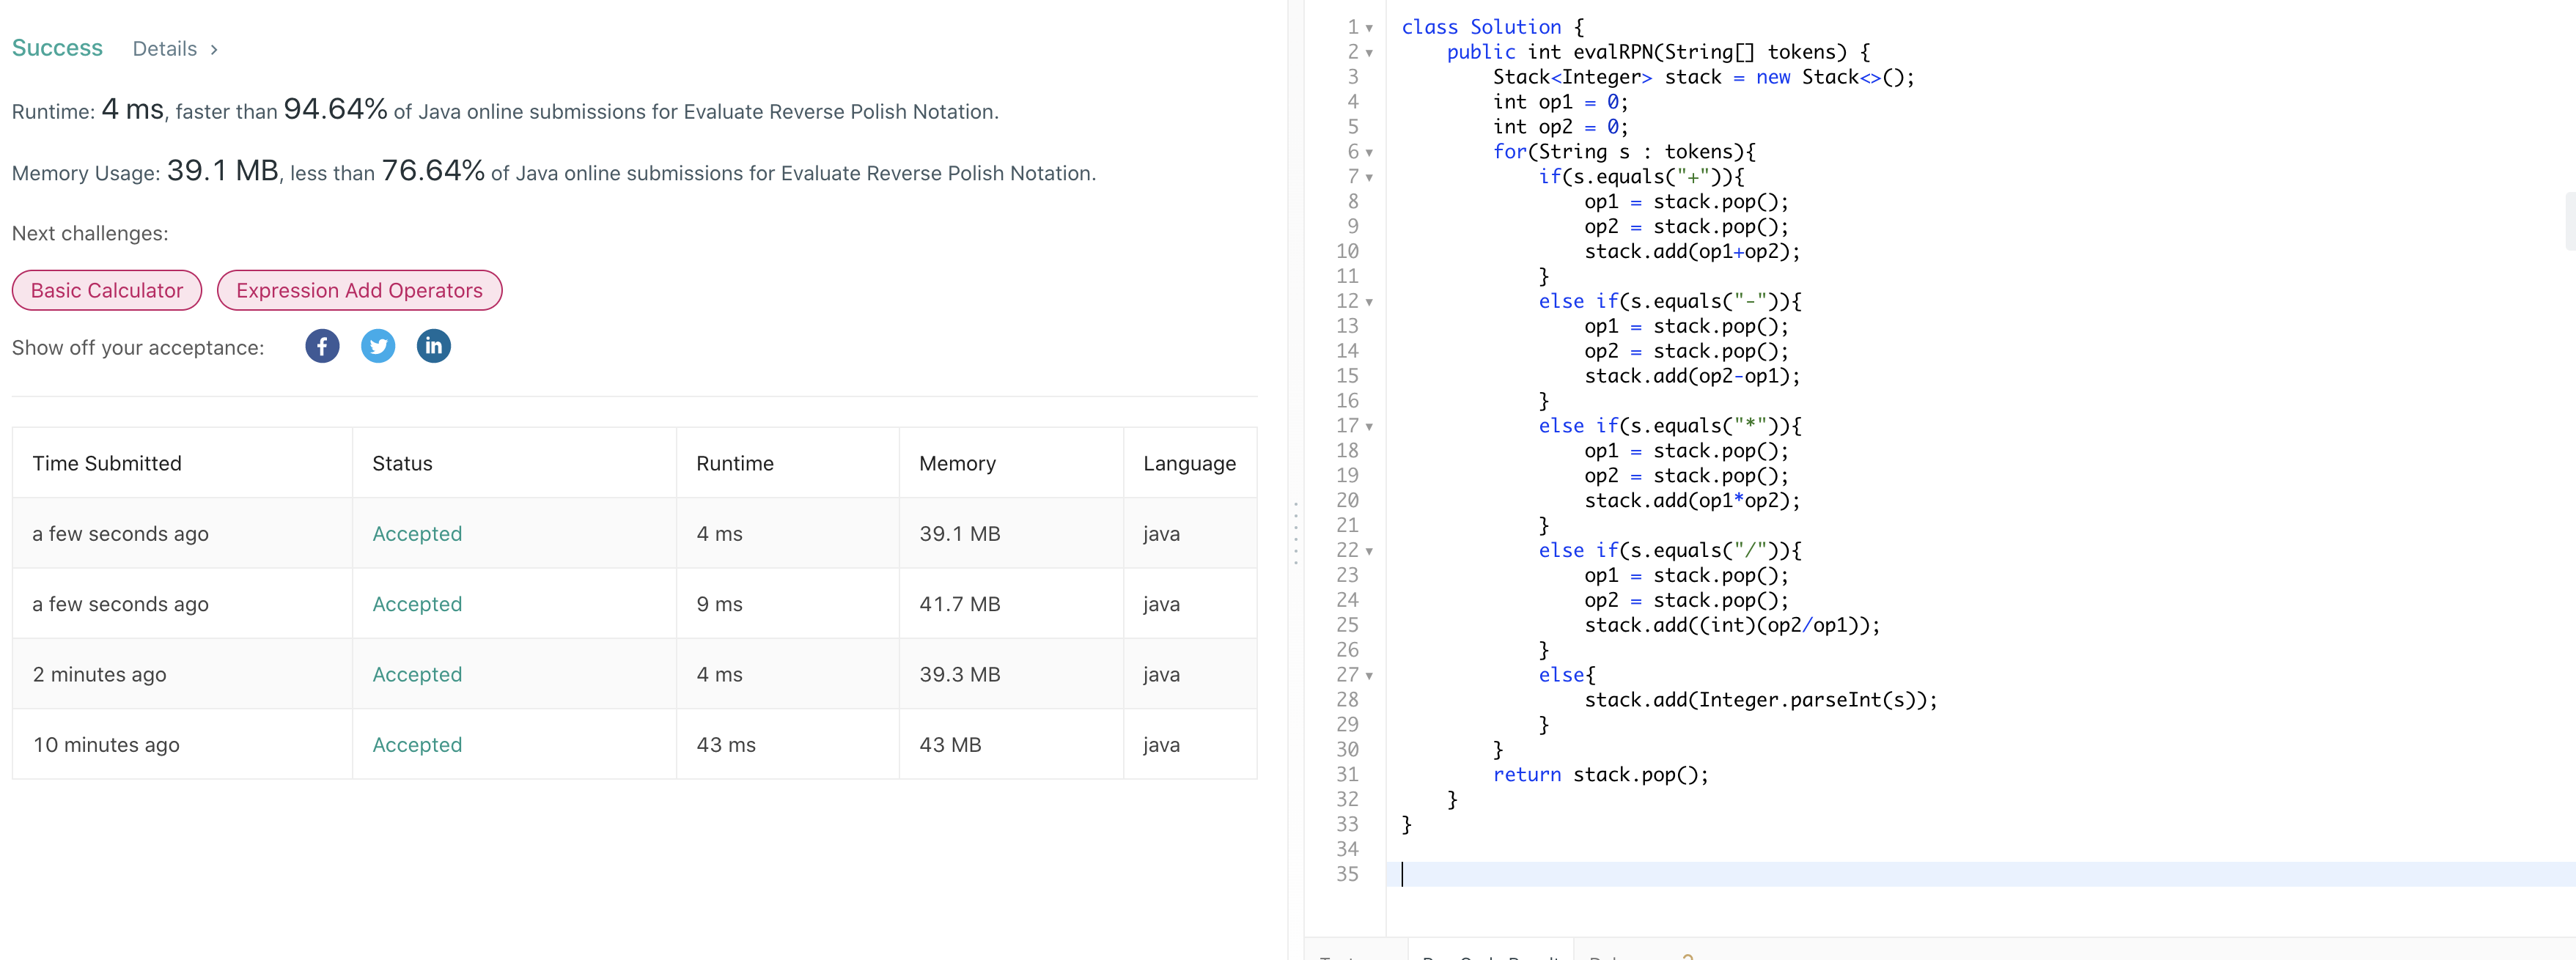 Success Details >
Runtime: 4 ms, faster than 94.64% of Java online submissions for Evaluate Reverse Polish Notation.
Memory Usage: 39.1 MB, less than 76.64% of Java online submissions for Evaluate Reverse Polish Notation.
Next challenges:
Basic Calculator Expression Add Operators
Show off your acceptance:
Time Submitted Status Runtime Memory Language
a few seconds ago Accepted 4 ms 39.1 MB java
a few seconds ago Accepted 9 ms 41.7 MB java
2 minutes ago Accepted 4 ms 39.3 MB java
10 minutes ago Accepted 43 ms 43 MB java
1 class Solution {
2     public int evalRPN(String[] tokens) {
3         Stack<Integer> stack = new Stack<>();
4         int op1 = 0;
5         int op2 = 0;
6         for(String s : tokens){
7             if(s.equals("+")){
8                 op1 = stack.pop();
9                 op2 = stack.pop();
10                 stack.add(op1+op2);
11             }
12             else if(s.equals("-")){
13                 op1 = stack.pop();
14                 op2 = stack.pop();
15                 stack.add(op2-op1);
16             }
17             else if(s.equals("*")){
18                 op1 = stack.pop();
19                 op2 = stack.pop();
20                 stack.add(op1*op2);
21             }
22             else if(s.equals("/")){
23                 op1 = stack.pop();
24                 op2 = stack.pop();
25                 stack.add((int)(op2/op1));
26             }
27             else{
28                 stack.add(Integer.parseInt(s));
29             }
30         }
31         return stack.pop();
32     }
33 }
34
35